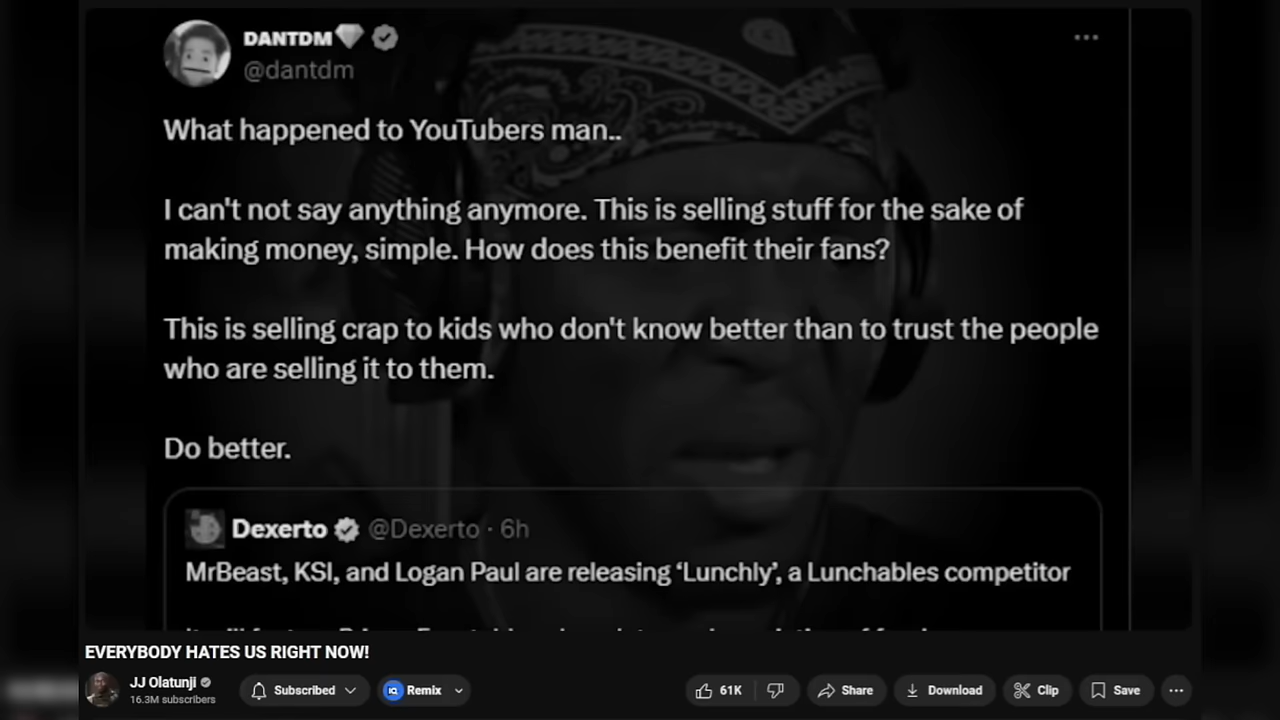 DANTDM
@dantdm
What happened to YouTubers man..
I can't not say anything anymore. This is selling stuff for the sake of
making money, simple. How does this benefit their fans?
This is selling crap to kids who don't know better than to trust the people
who are selling it to them.
Do better.
Dexerto @Dexerto · 6h
MrBeast, KSI, and Logan Paul are releasing ‘Lunchly’, a Lunchables competitor
EVERYBODY HATES US RIGHT NOW!
JJ Olatunji
16.3M subscribers
Subscribed
IQ Remix
61K
Share
Download
Clip
Save